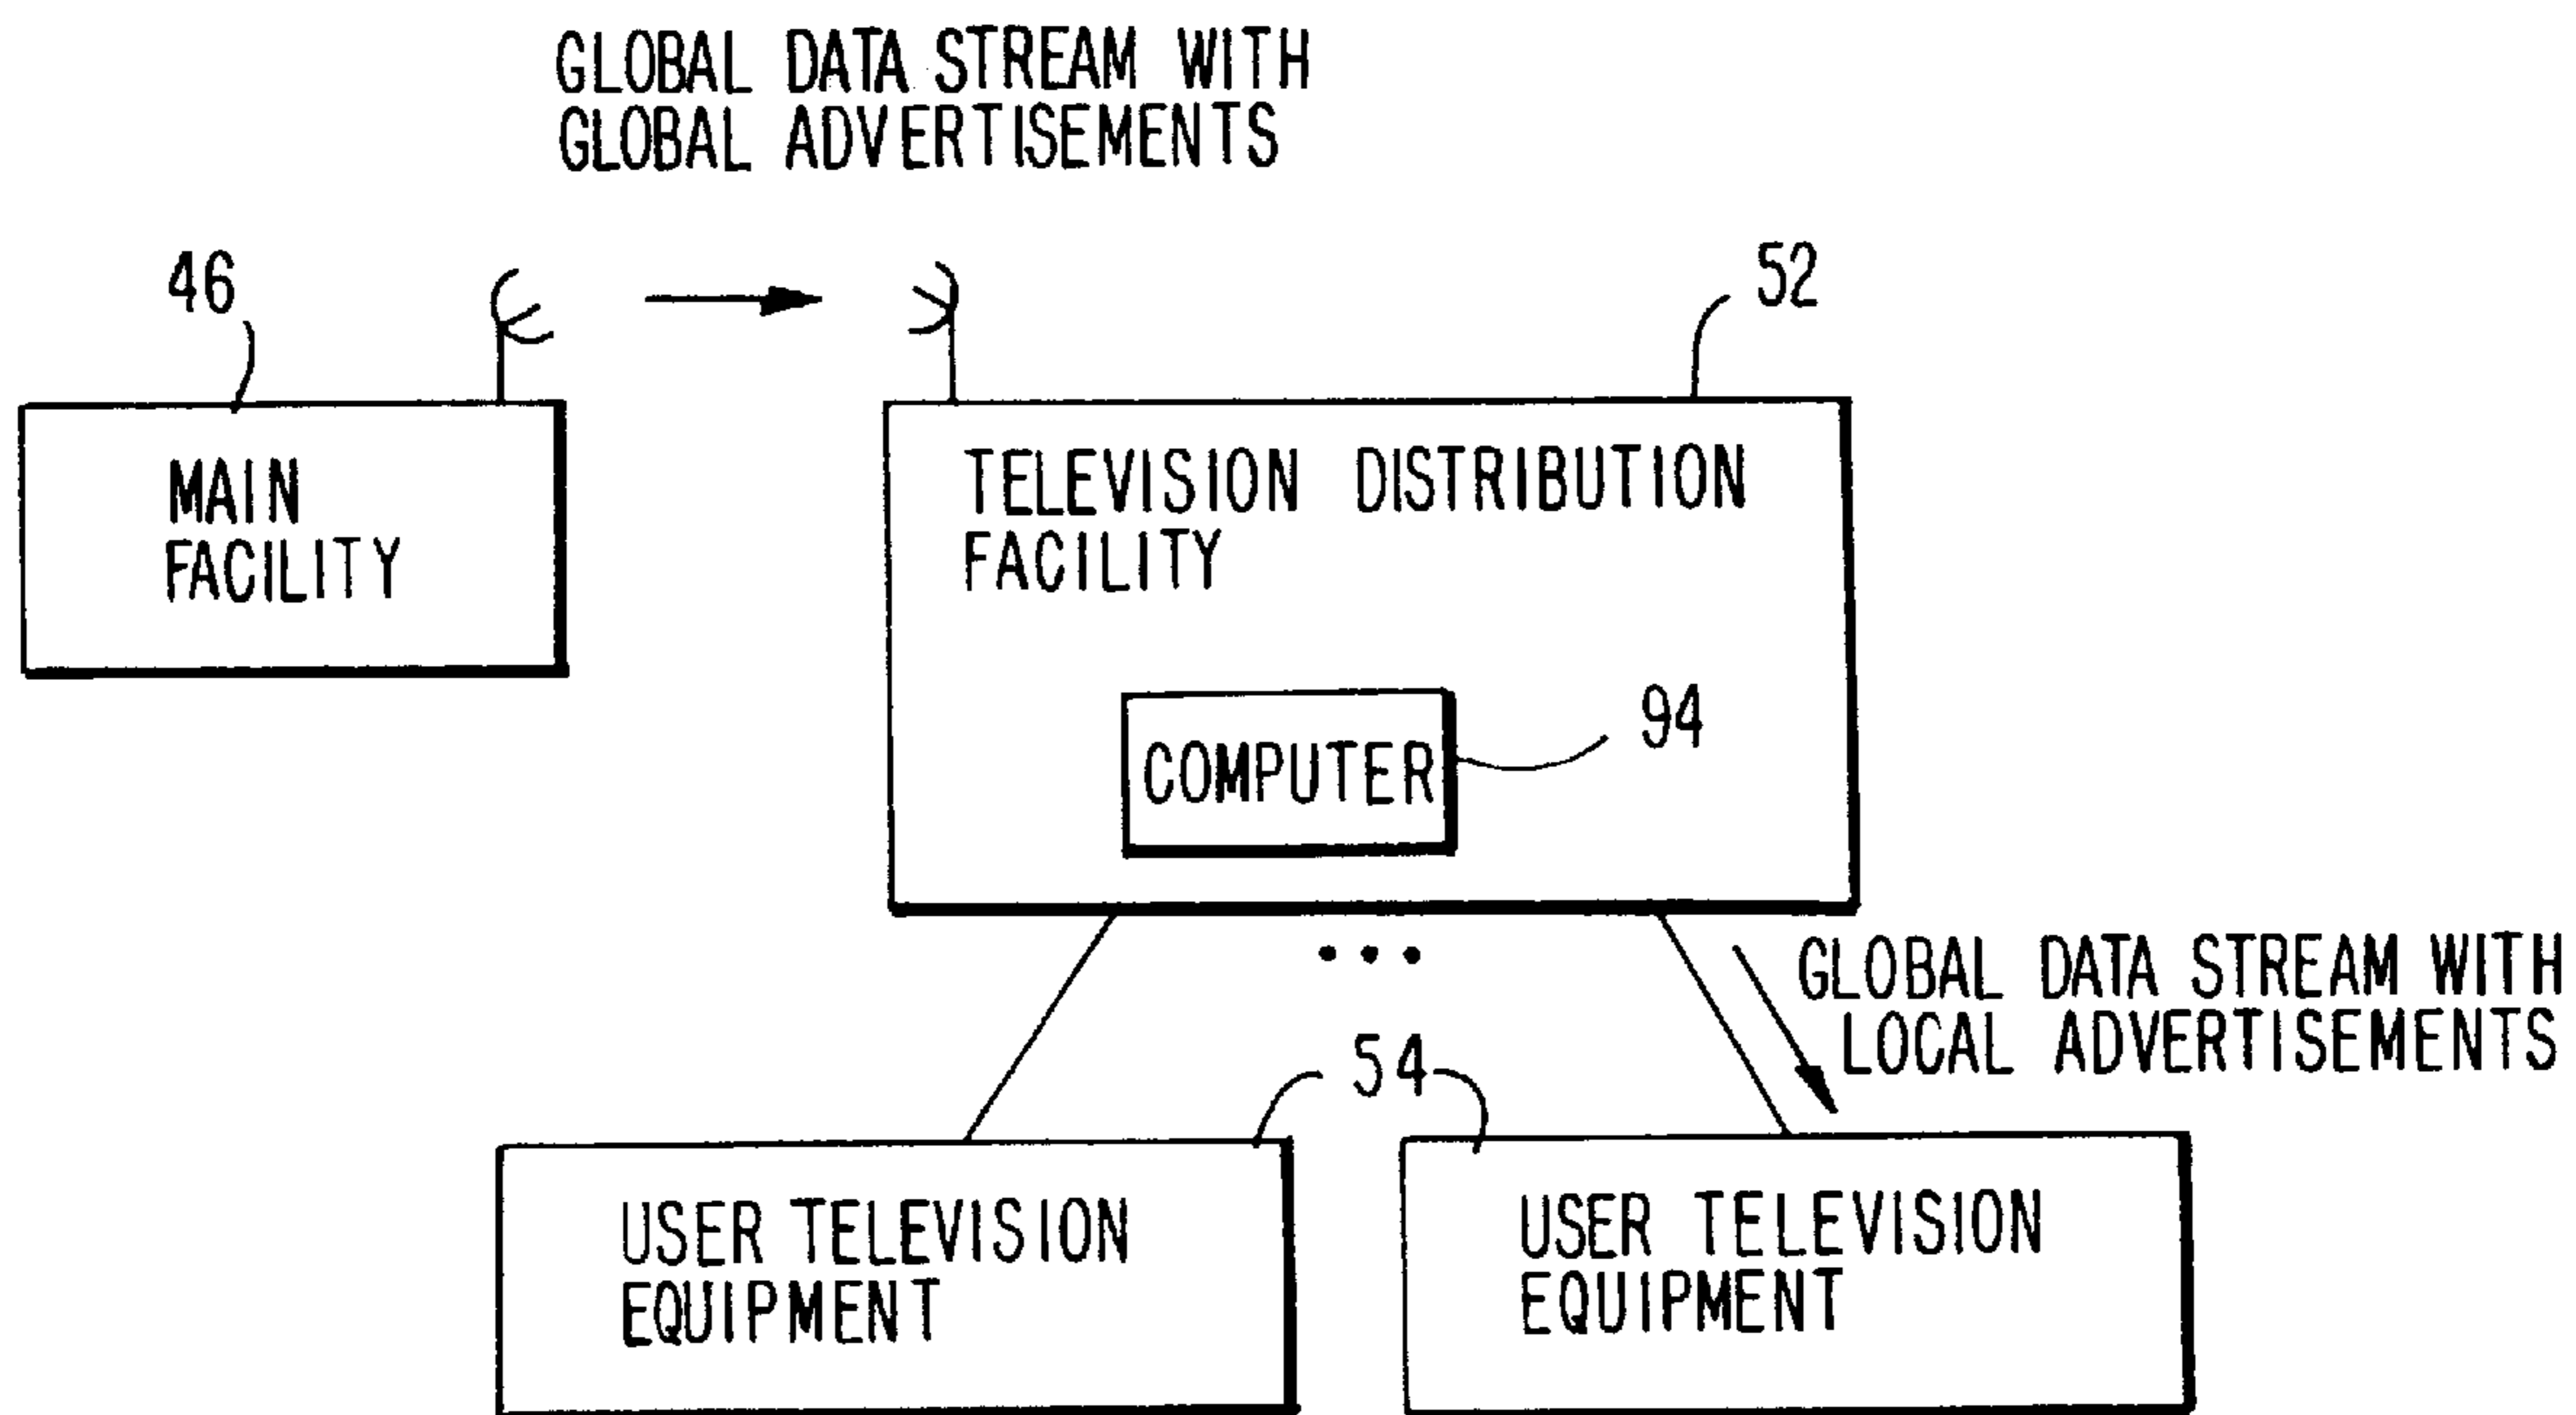 GLOBAL DATA STREAM WITH
GLOBAL ADVERTISEMENTS
46
52
MAIN
FACILITY
TELEVISION DISTRIBUTION
FACILITY
94
COMPUTER
GLOBAL DATA STREAM WITH
LOCAL ADVERTISEMENTS
54
USER TELEVISION
EQUIPMENT
USER TELEVISION
EQUIPMENT